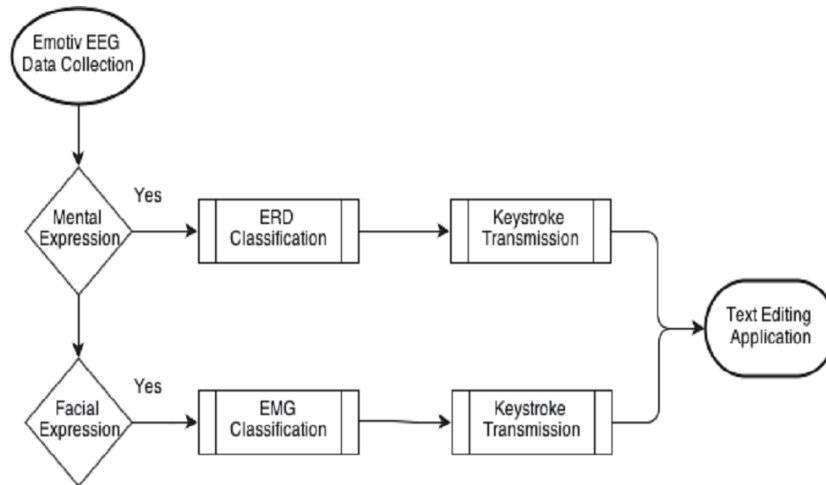 Emotiv EEG
Data Collection
Yes
Mental
Expression
ERD
Classification
Keystroke
Transmission
Text Editing
Application
Yes
Facial
Expression
EMG
Classification
Keystroke
Transmission